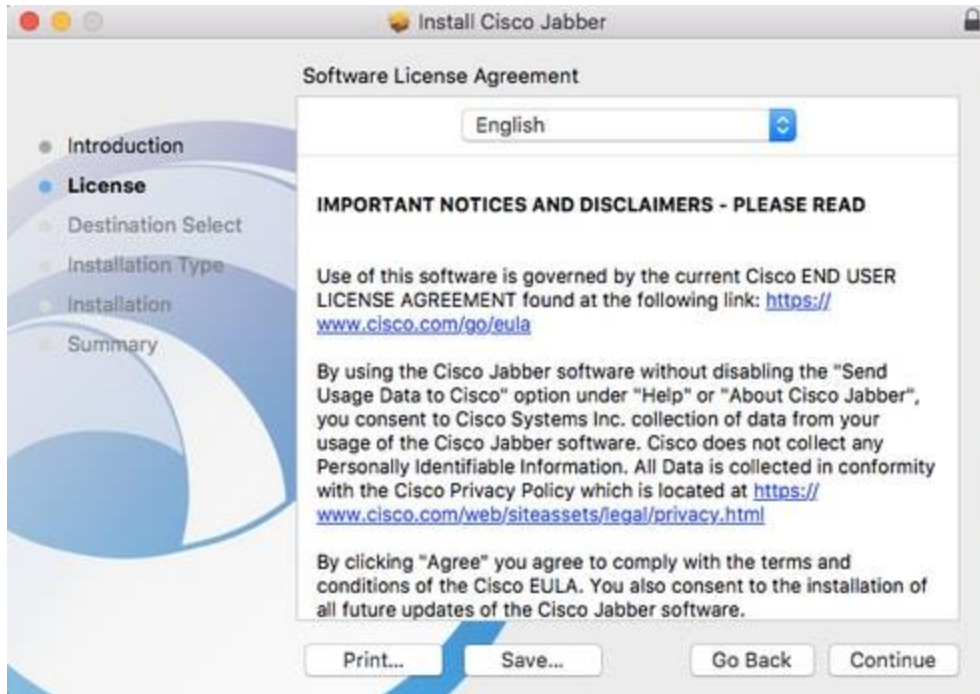 Install Cisco Jabber
Software License Agreement
English
Introduction
License
Destination Select
Installation Type
Installation
Summary
IMPORTANT NOTICES AND DISCLAIMERS - PLEASE READ
Use of this software is governed by the current Cisco END USER
LICENSE AGREEMENT found at the following link: https://
www.cisco.com/go/eula
By using the Cisco Jabber software without disabling the "Send
Usage Data to Cisco" option under "Help" or "About Cisco Jabber",
you consent to Cisco Systems Inc. collection of data from your
usage of the Cisco Jabber software. Cisco does not collect any
Personally Identifiable Information. All Data is collected in conformity
with the Cisco Privacy Policy which is located at https://
www.cisco.com/web/siteassets/legal/privacy.html
By clicking "Agree" you agree to comply with the terms and
conditions of the Cisco EULA. You also consent to the installation of
all future updates of the Cisco Jabber software.
Print... Save... Go Back Continue